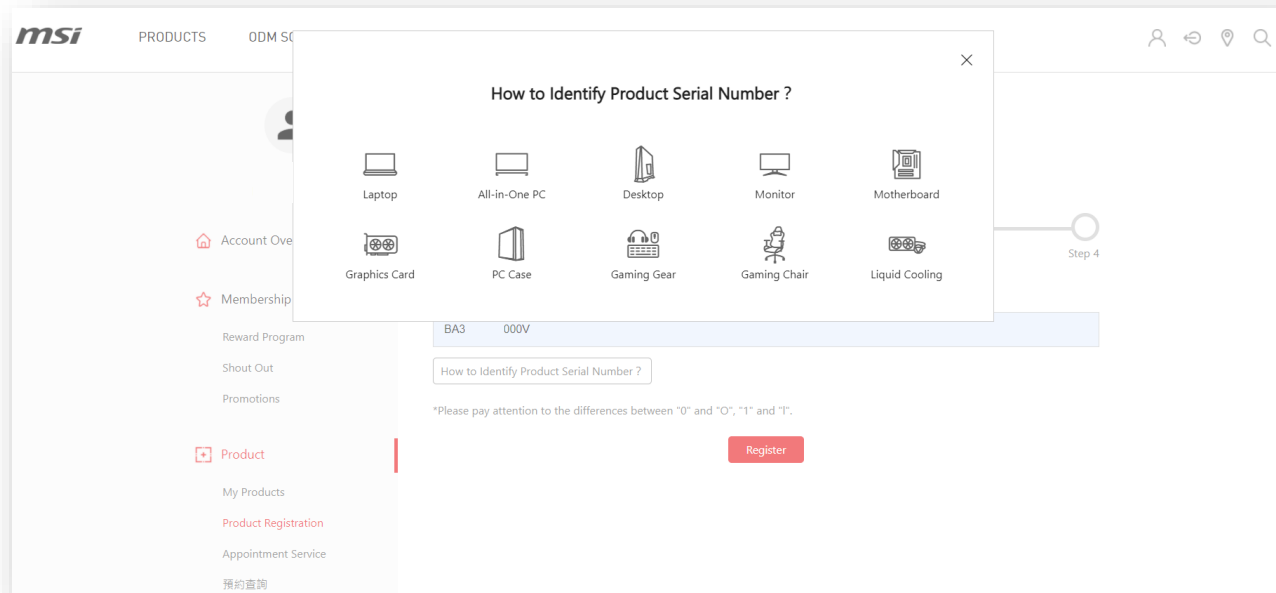 msi
PRODUCTS
ODM SO
How to Identify Product Serial Number ?
Laptop
All-in-One PC
Desktop
Monitor
Motherboard
Graphics Card
PC Case
Gaming Gear
Gaming Chair
Liquid Cooling
Account Ove
Membership
Reward Program
Shout Out
Promotions
Product
My Products
Product Registration
Appointment Service
預約查詢
Step 4
BA3 000V
How to Identify Product Serial Number ?
*Please pay attention to the differences between "0" and "O", "1" and "l".
Register